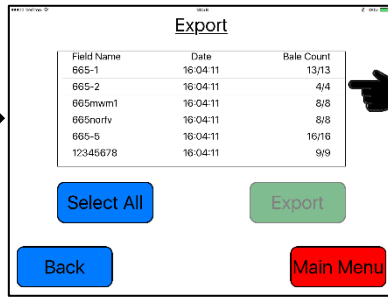 Export
Field Name Date Bale Count
665-1 16:04:11 13/13
665-2 16:04:11 4/4
665mwm1 16:04:11 8/8
665norfv 16:04:11 8/8
665-5 16:04:11 16/16
12345678 16:04:11 9/9
Select All Export
Back Main Menu